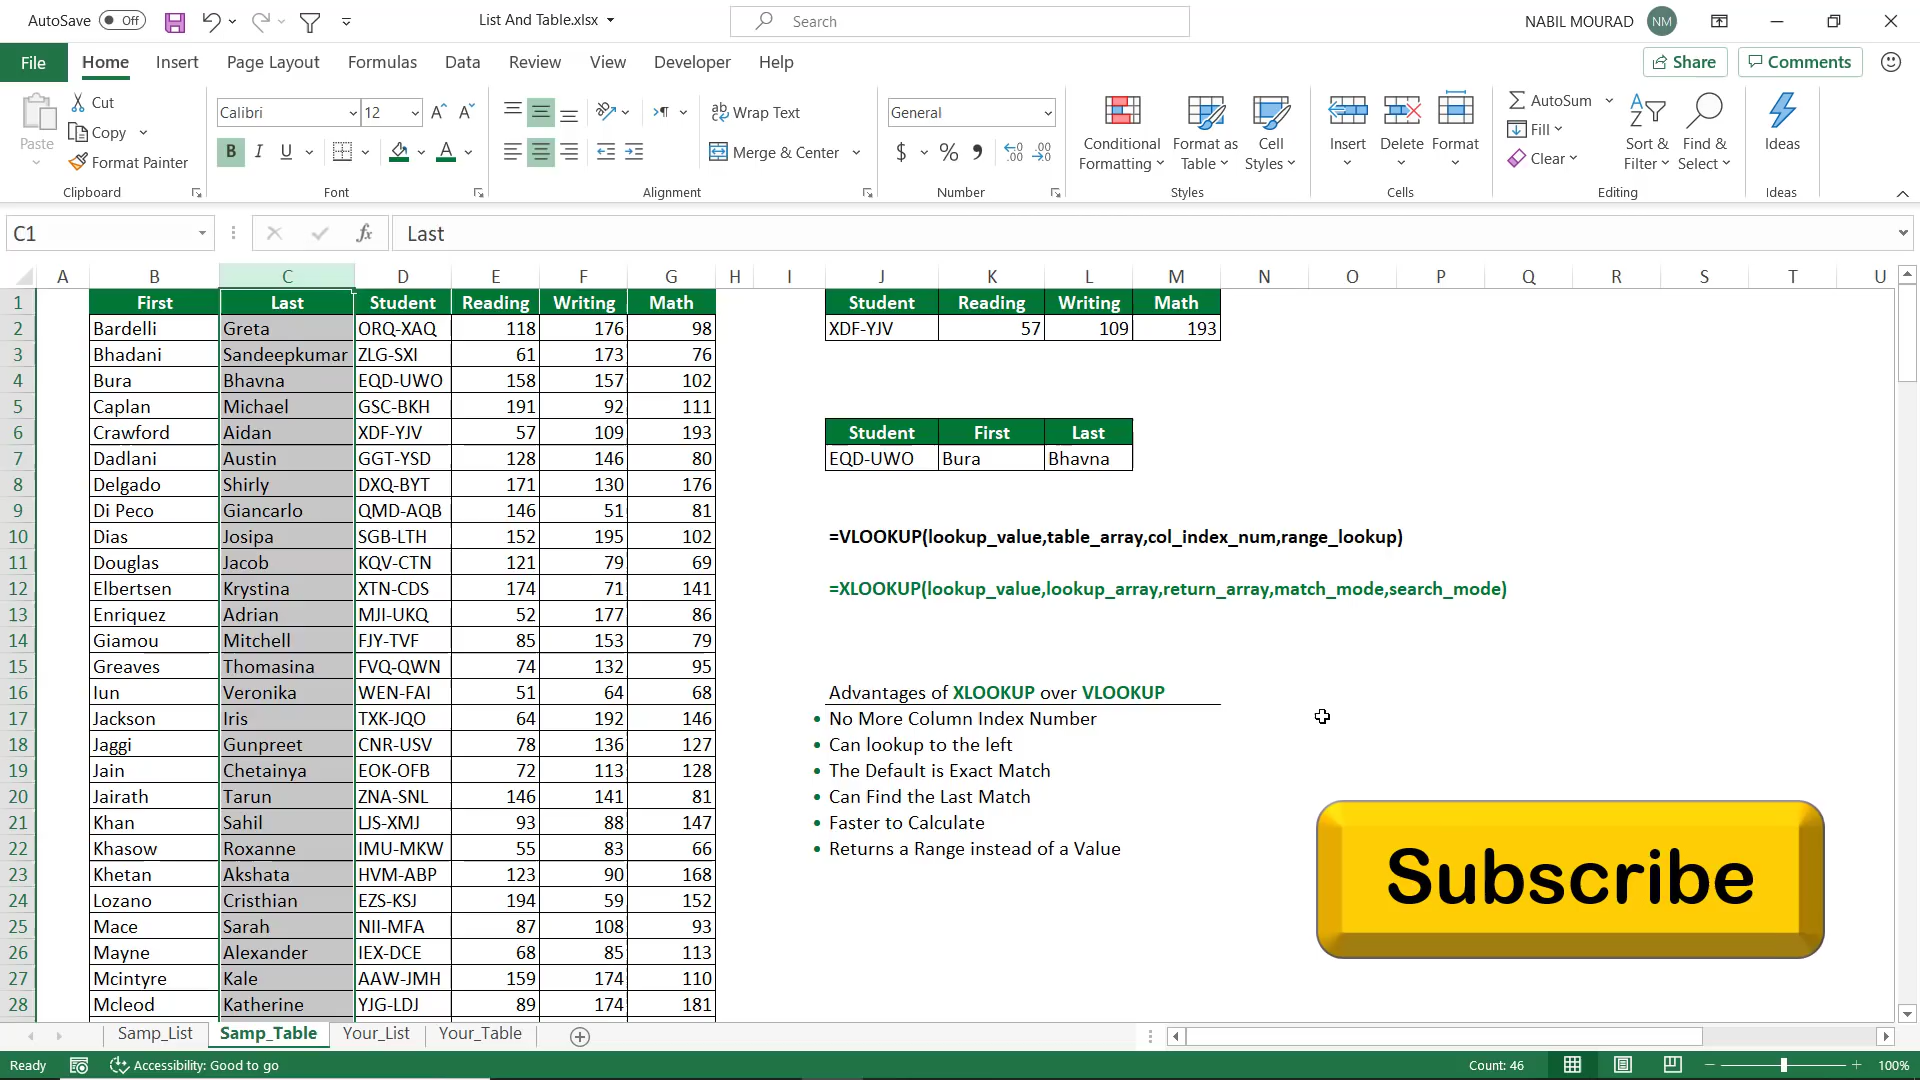 AutoSave Off List And Table.xlsx Search NABIL MOURAD NM
File Home Insert Page Layout Formulas Data Review View Developer Help Share Comments
Paste Cut Copy Format Painter
Clipboard
Calibri 12 B I U A A A
Font
ab Wrap Text
Merge & Center
Alignment
General
$ %
Number
Conditional Formatting
Format as Table
Cell Styles
Styles
Insert Delete Format
Cells
AutoSum
Fill
Clear
Sort & Filter
Find & Select
Editing
Ideas
Ideas
C1 fx Last
A B C D E F G H I J K L M N O P Q R S T U
1 First Last Student Reading Writing Math Student Reading Writing Math
2 Bardelli Greta ORQ-XAQ 118 176 98 XDF-YJV 57 109 193
3 Bhadani Sandeepkumar ZLG-SXI 61 173 76
4 Bura Bhavna EQD-UWO 158 157 102
5 Caplan Michael GSC-BKH 191 92 111
6 Crawford Aidan XDF-YJV 57 109 193 Student First Last
7 Dadlani Austin GGT-YSD 128 146 80 EQD-UWO Bura Bhavna
8 Delgado Shirly DXQ-BYT 171 130 176
9 Di Peco Giancarlo QMD-AQB 146 51 81
10 Dias Josipa SGB-LTH 152 195 102 =VLOOKUP(lookup_value,table_array,col_index_num,range_lookup)
11 Douglas Jacob KQV-CTN 121 79 69
12 Elbertsen Krystina XTN-CDS 174 71 141 =XLOOKUP(lookup_value,lookup_array,return_array,match_mode,search_mode)
13 Enriquez Adrian MJI-UKQ 52 177 86
14 Giamou Mitchell FJY-TVF 85 153 79
15 Greaves Thomasina FVQ-QWN 74 132 95
16 Iun Veronika WEN-FAI 51 64 68 Advantages of XLOOKUP over VLOOKUP
17 Jackson Iris TXK-JQO 64 192 146 • No More Column Index Number
18 Jaggi Gunpreet CNR-USV 78 136 127 • Can lookup to the left
19 Jain Chetainya EOK-OFB 72 113 128 • The Default is Exact Match
20 Jairath Tarun ZNA-SNL 146 141 81 • Can Find the Last Match
21 Khan Sahil LJS-XMJ 93 88 147 • Faster to Calculate
22 Khasow Roxanne IMU-MKW 55 83 66 • Returns a Range instead of a Value
23 Khetan Akshata HVM-ABP 123 90 168
24 Lozano Cristhian EZS-KSJ 194 59 152
25 Mace Sarah NII-MFA 87 108 93
26 Mayne Alexander IEX-DCE 68 85 113
27 Mcintyre Kale AAW-JMH 159 174 110
28 Mcleod Katherine YJG-LDJ 89 174 181
Subscribe
Samp_List Samp_Table Your_List Your_Table
Ready Accessibility: Good to go Count: 46 100%